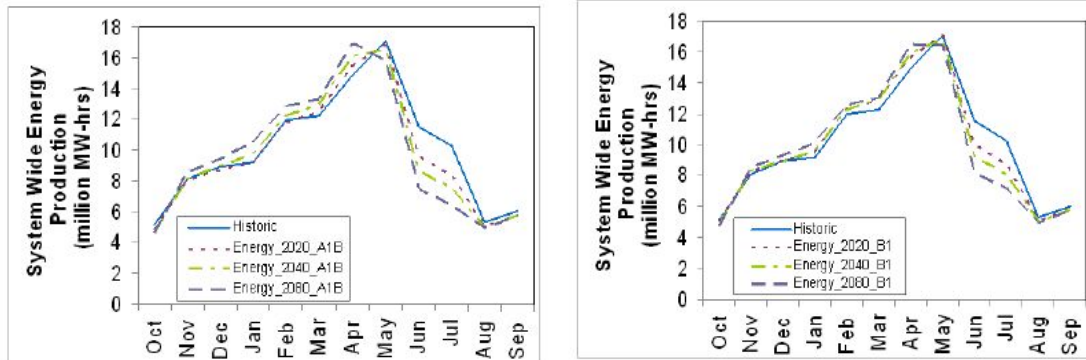 System Wide Energy
Production
(million MW-hrs)
18
16
14
12
10
8
6
4
2
0
Historic
Energy_2020_A1B
Energy_2040_A1B
Energy_2080_A1B
Oct
Nov
Dec
Jan
Feb
Mar
Apr
May
Jun
Jul
Aug
Sep
System Wide Energy
Production
(million MW-hrs)
18
16
14
12
10
8
6
4
2
0
Historic
Energy_2020_B1
Energy_2040_B1
Energy_2080_B1
Oct
Nov
Dec
Jan
Feb
Mar
Apr
May
Jun
Jul
Aug
Sep